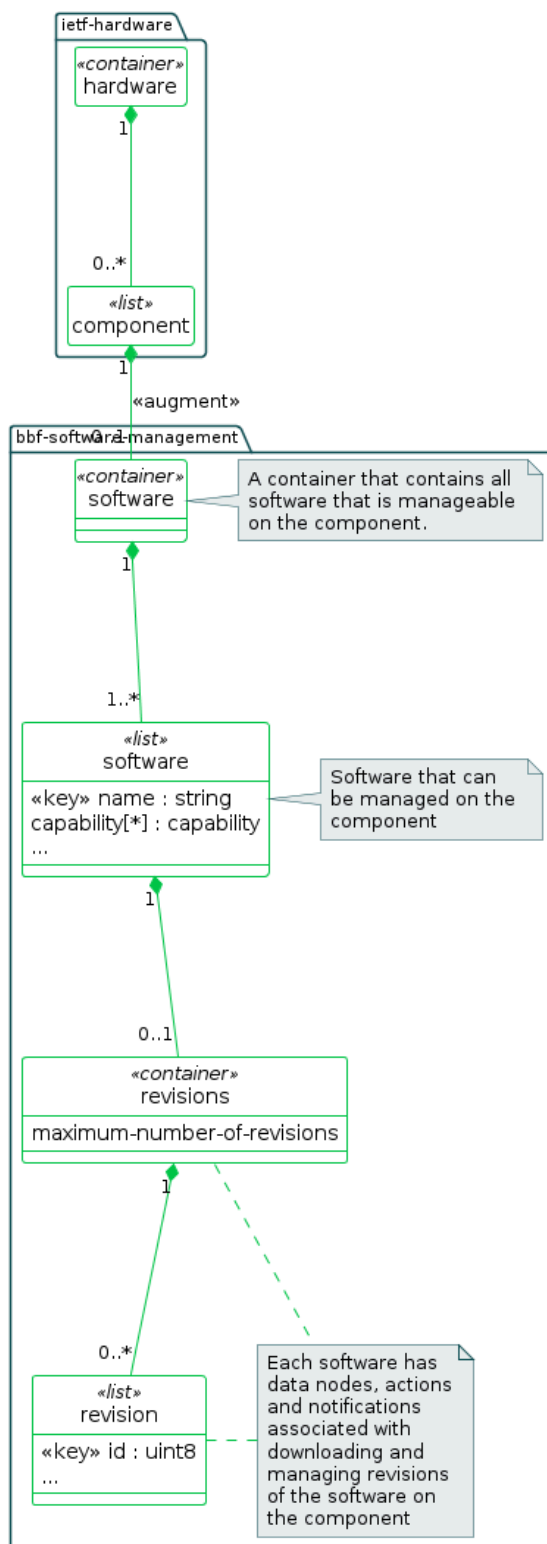 ietf-hardware
«container»
hardware
1
0..*
«list»
component
1
«augment»
0..1
bbf-software-management
«container»
software
A container that contains all
software that is manageable
on the component.
1
1..*
«list»
software
«key» name : string
capability[*] : capability
...
Software that can
be managed on the
component
1
0..1
«container»
revisions
maximum-number-of-revisions
1
0..*
«list»
revision
«key» id : uint8
...
Each software has
data nodes, actions
and notifications
associated with
downloading and
managing revisions
of the software on
the component